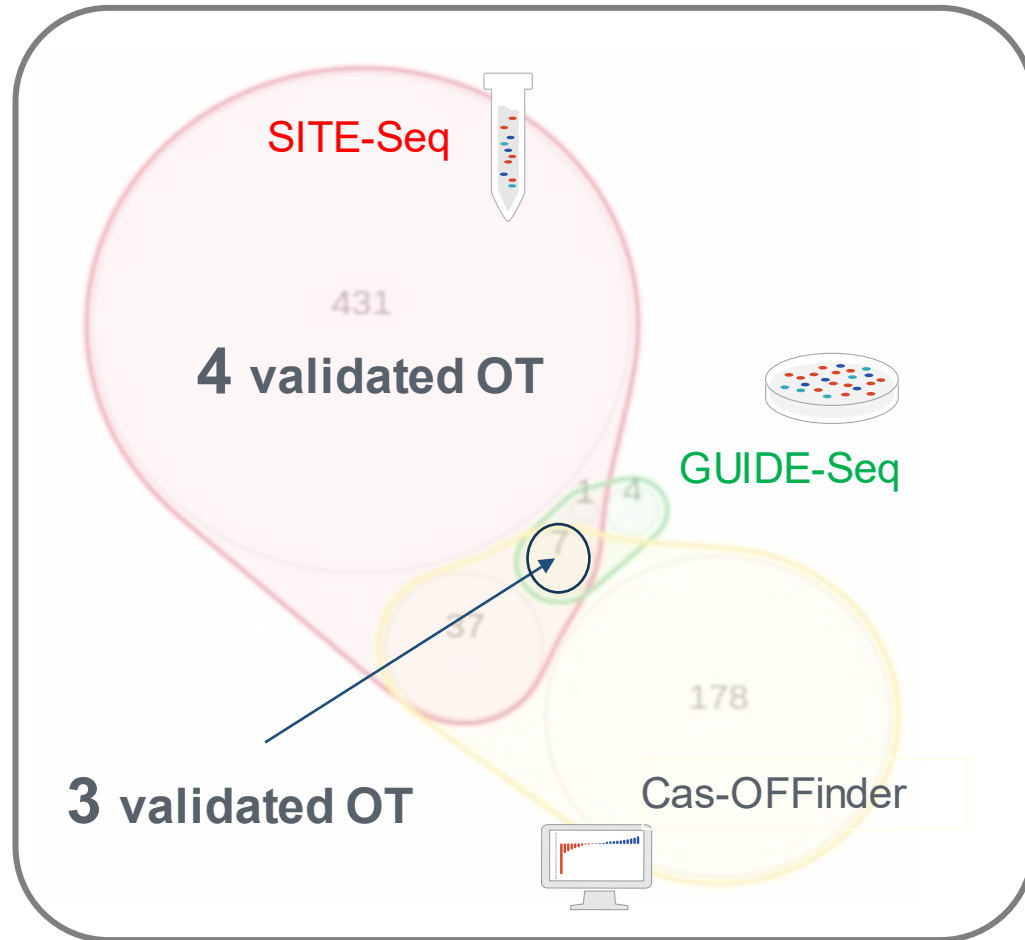 SITE-Seq
431
4 validated OT
GUIDE-Seq
1
4
7
37
178
3 validated OT
Cas-OFFinder